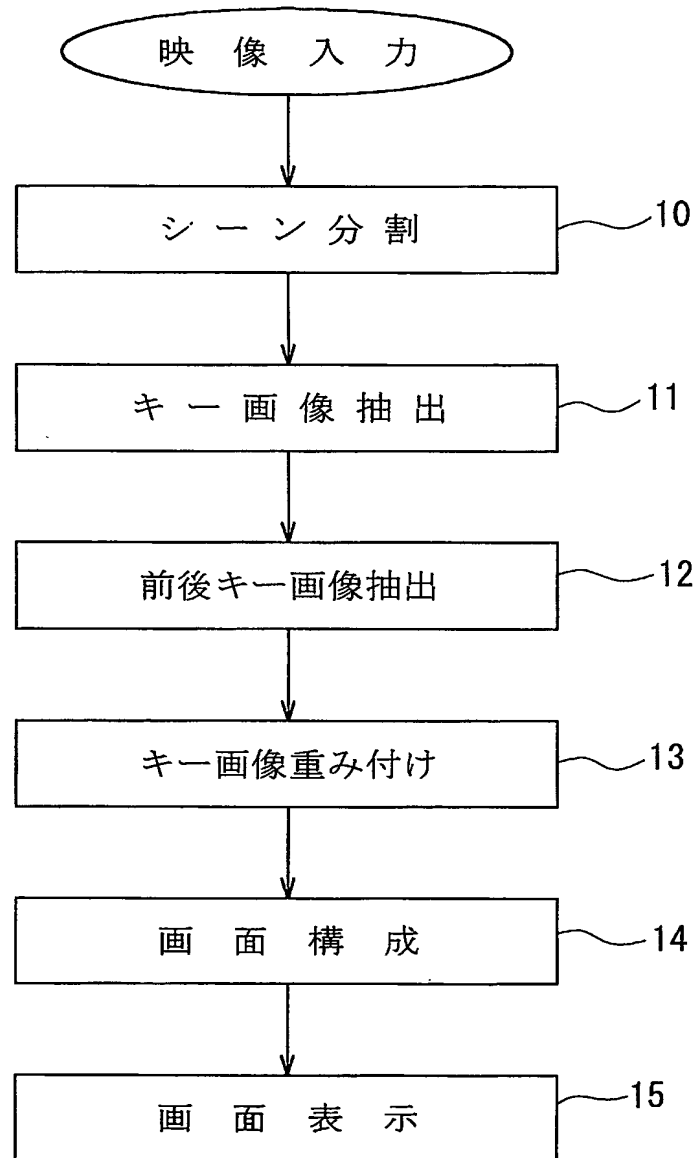 映像入力
シーン分割
10
キー画像抽出
11
前後キー画像抽出
12
キー画像重み付け
13
画面構成
14
画面表示
15